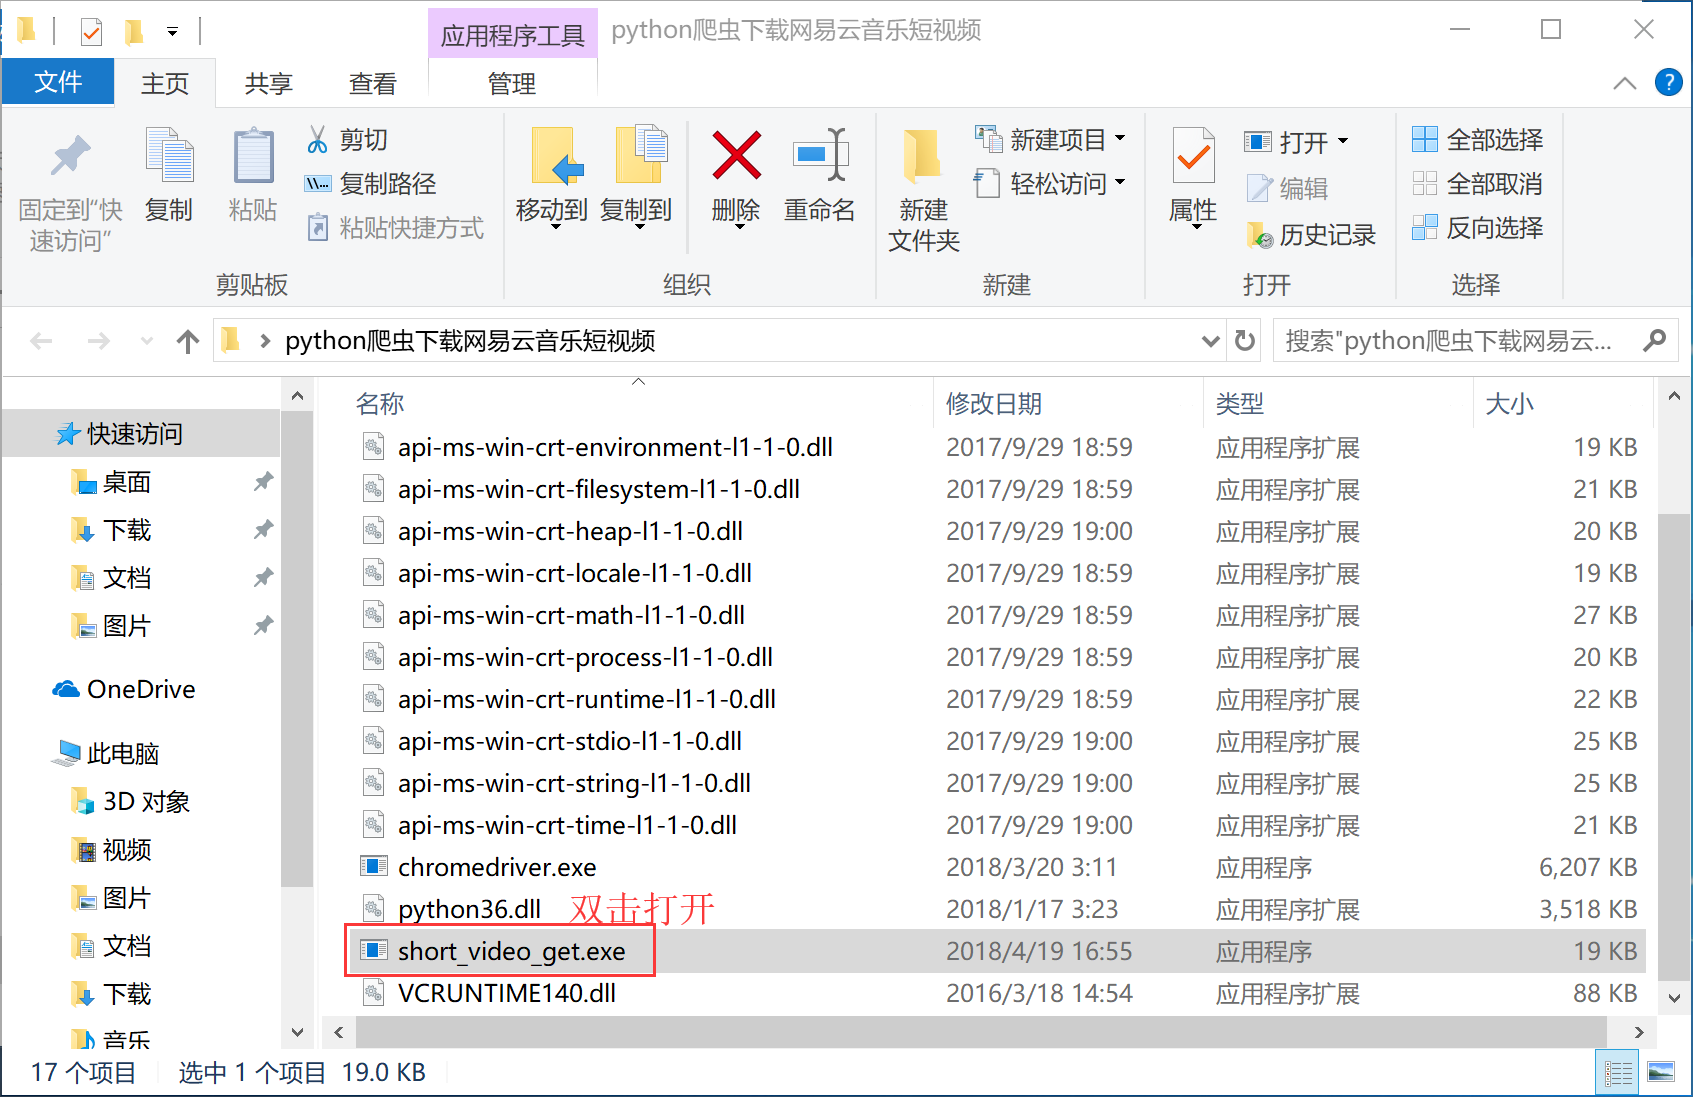 应用程序工具 python爬虫下载网易云音乐短视频
文件 主页 共享 查看 管理
固定到“快速访问”
复制
粘贴
剪切
复制路径
粘贴快捷方式
剪贴板
移动到
复制到
删除
重命名
组织
新建文件夹
新建项目
轻松访问
新建
属性
打开
编辑
历史记录
打开
全部选择
全部取消
反向选择
选择
python爬虫下载网易云音乐短视频
搜索"python爬虫下载网易云...
快速访问
桌面
下载
文档
图片
OneDrive
此电脑
3D 对象
视频
图片
文档
下载
音乐
名称 修改日期 类型 大小
api-ms-win-crt-environment-l1-1-0.dll 2017/9/29 18:59 应用程序扩展 19 KB
api-ms-win-crt-filesystem-l1-1-0.dll 2017/9/29 18:59 应用程序扩展 21 KB
api-ms-win-crt-heap-l1-1-0.dll 2017/9/29 19:00 应用程序扩展 20 KB
api-ms-win-crt-locale-l1-1-0.dll 2017/9/29 18:59 应用程序扩展 19 KB
api-ms-win-crt-math-l1-1-0.dll 2017/9/29 18:59 应用程序扩展 27 KB
api-ms-win-crt-process-l1-1-0.dll 2017/9/29 18:59 应用程序扩展 20 KB
api-ms-win-crt-runtime-l1-1-0.dll 2017/9/29 18:59 应用程序扩展 22 KB
api-ms-win-crt-stdio-l1-1-0.dll 2017/9/29 19:00 应用程序扩展 25 KB
api-ms-win-crt-string-l1-1-0.dll 2017/9/29 19:00 应用程序扩展 25 KB
api-ms-win-crt-time-l1-1-0.dll 2017/9/29 19:00 应用程序扩展 21 KB
chromedriver.exe 2018/3/20 3:11 应用程序 6,207 KB
python36.dll 双击打开 2018/1/17 3:23 应用程序扩展 3,518 KB
short_video_get.exe 2018/4/19 16:55 应用程序 19 KB
VCRUNTIME140.dll 2016/3/18 14:54 应用程序扩展 88 KB
17 个项目 选中 1 个项目 19.0 KB